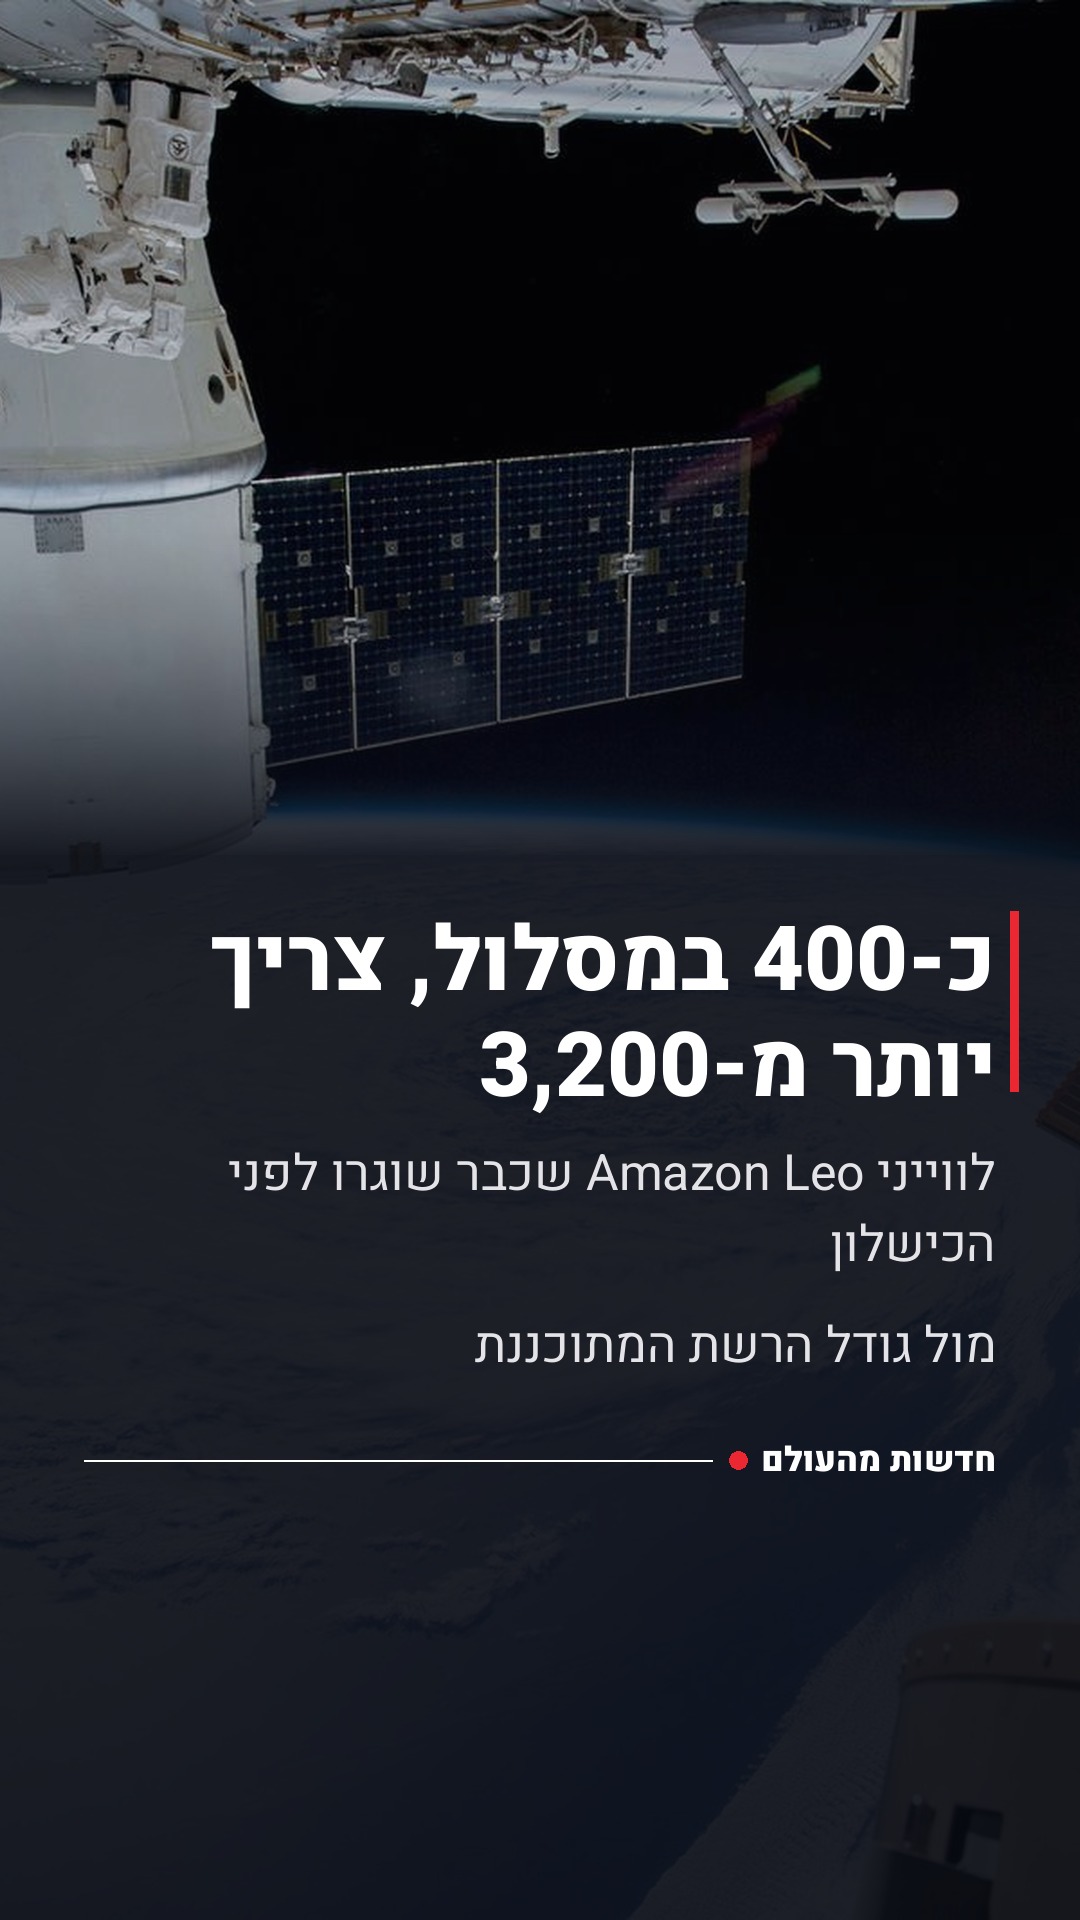 כ-400 במסלול, צריך
יותר מ-3,200
לווייני Amazon Leo שכבר שוגרו לפני
הכישלון
מול גודל הרשת המתוכננת
חדשות מהעולם